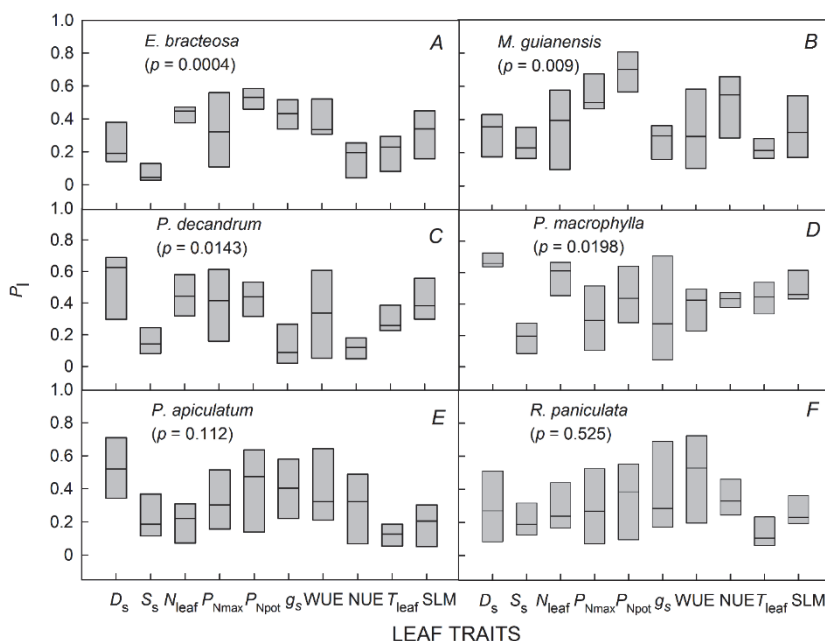 1.0
0.8
0.6
0.4
0.2
0
E. bracteosa
(p = 0.0004)
A
M. guianensis
(p = 0.009)
B
1.0
0.8
0.6
0.4
0.2
0
P. decandrum
(p = 0.0143)
C
P. macrophylla
(p = 0.0198)
D
PI
1.0
0.8
0.6
0.4
0.2
0
P. apiculatum
(p = 0.112)
E
R. paniculata
(p = 0.525)
F
Ds Ss Nleaf PNmax PNpot gs WUE NUE Tleaf SLM
Ds Ss Nleaf PNmax PNpot gs WUE NUE Tleaf SLM
LEAF TRAITS